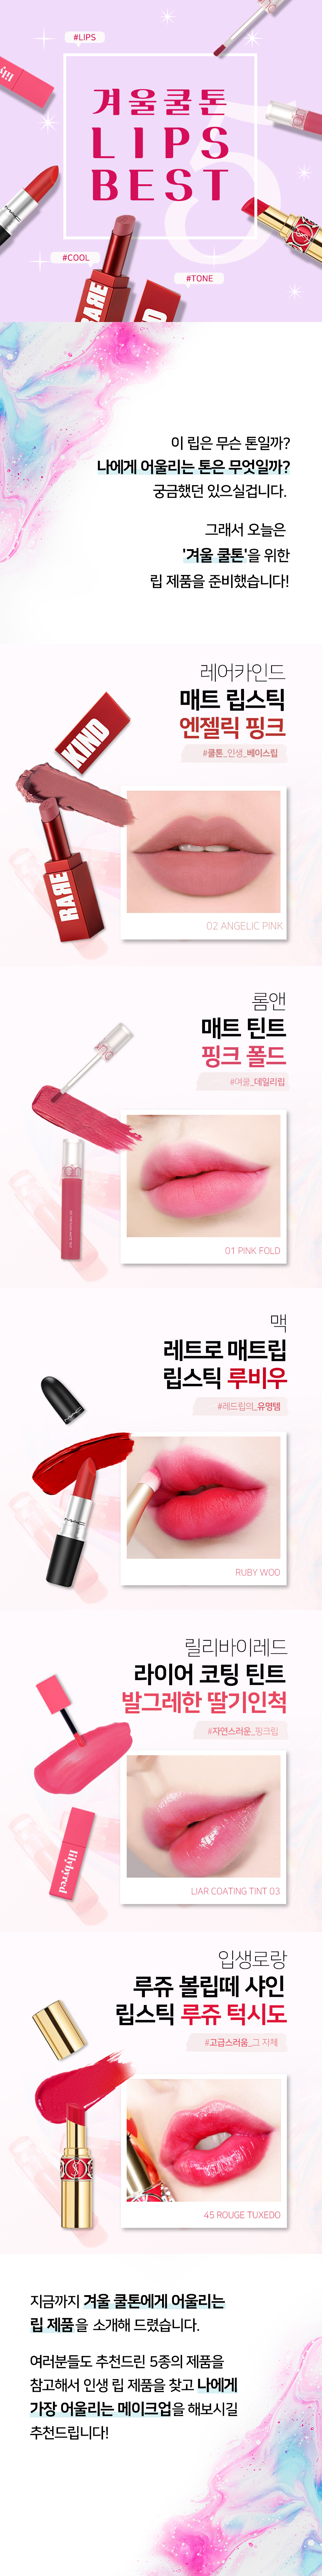 #LIPS
겨울쿨톤
LIPS
BEST
5
#COOL
#TONE
MAC
RARE
이 립은 무슨 톤일까?
나에게 어울리는 톤은 무엇일까?
궁금했던 있으실겁니다.
그래서 오늘은
'겨울 쿨톤'을 위한
립 제품을 준비했습니다!
레어카인드
매트 립스틱
엔젤릭 핑크
#쿨톤_인생_베이스립
KIND
RARE
02 ANGELIC PINK
롬앤
매트 틴트
핑크 폴드
#여쿨_데일리립
01 PINK FOLD
맥
레트로 매트립
립스틱 루비우
#레드립의_유명템
MAC
MAC
RUBY WOO
릴리바이레드
라이어 코팅 틴트
발그레한 딸기인척
#자연스러운_핑크립
lilybyred
LIAR COATING TINT 03
입생로랑
루쥬 볼립떼 샤인
립스틱 루쥬 턱시도
#고급스러움_그 자체
45 ROUGE TUXEDO
지금까지 겨울 쿨톤에게 어울리는
립 제품을 소개해 드렸습니다.
여러분들도 추천드린 5종의 제품을
참고해서 인생 립 제품을 찾고 나에게
가장 어울리는 메이크업을 해보시길
추천드립니다!